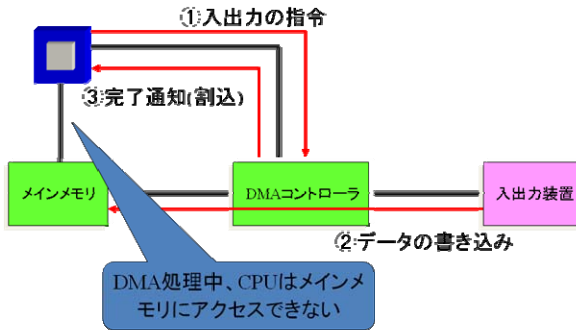 ①入出力の指令
③完了通知(割込)
メインメモリ
DMAコントローラ
入出力装置
②データの書き込み
DMA処理中、CPUはメインメ
モリにアクセスできない